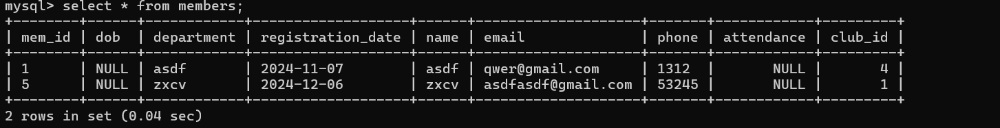 mysql> select * from members;
+--------+------+------------+-------------------+------+--------------------+-------+------------+---------+
| mem_id | dob  | department | registration_date | name | email              | phone | attendance | club_id |
+--------+------+------------+-------------------+------+--------------------+-------+------------+---------+
| 1      | NULL | asdf       | 2024-11-07        | asdf | qwer@gmail.com     | 1312  |       NULL |       4 |
| 5      | NULL | zxcv       | 2024-12-06        | zxcv | asdfasdf@gmail.com | 53245 |       NULL |       1 |
+--------+------+------------+-------------------+------+--------------------+-------+------------+---------+
2 rows in set (0.04 sec)